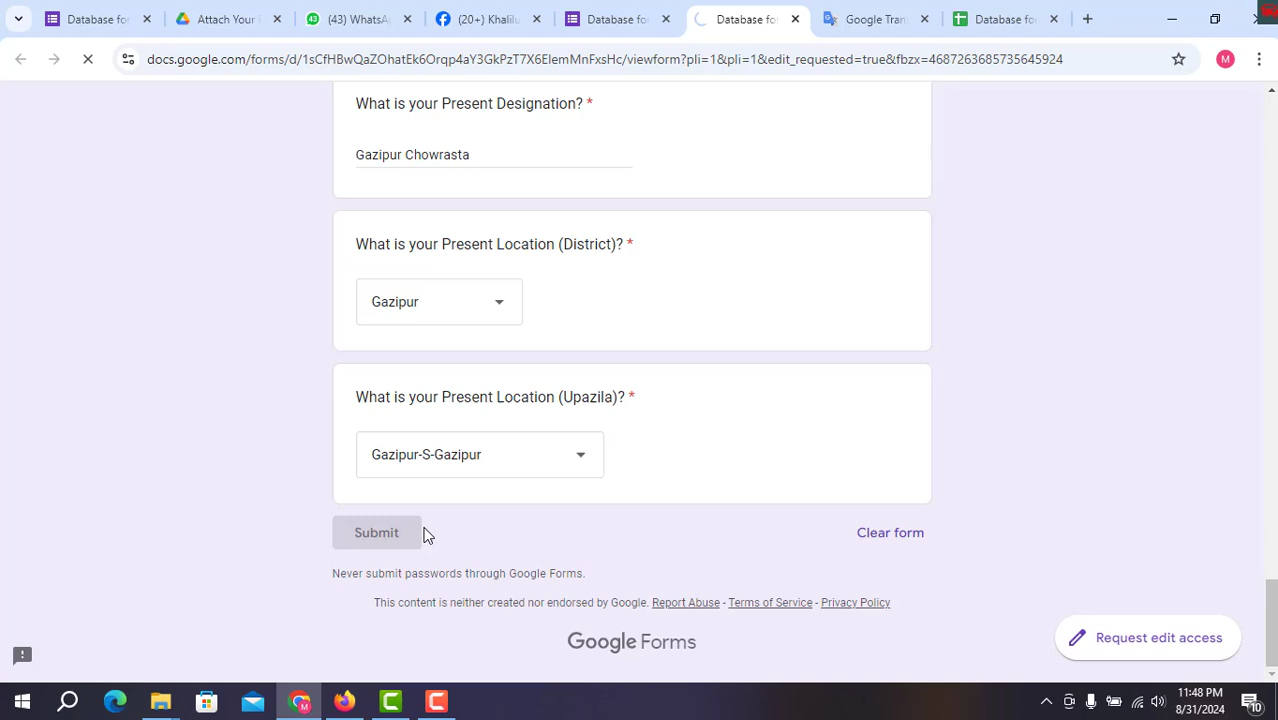 Database fo
Attach Your
(43) WhatsA
(20+) Khalilu
Database for
Database for
Google Tran
Database for
docs.google.com/forms/d/1sCfHBwQaZOhatEk6Orqp4aY3GkPzT7X6ElemMnFxsHc/viewform?pli=1&pli=1&edit_requested=true&fbzx=4687263685735645924
What is your Present Designation? *
Gazipur Chowrasta
What is your Present Location (District)? *
Gazipur
What is your Present Location (Upazila)? *
Gazipur-S-Gazipur
Submit
Clear form
Never submit passwords through Google Forms.
This content is neither created nor endorsed by Google. Report Abuse - Terms of Service - Privacy Policy
Google Forms
Request edit access
11:48 PM
8/31/2024
10